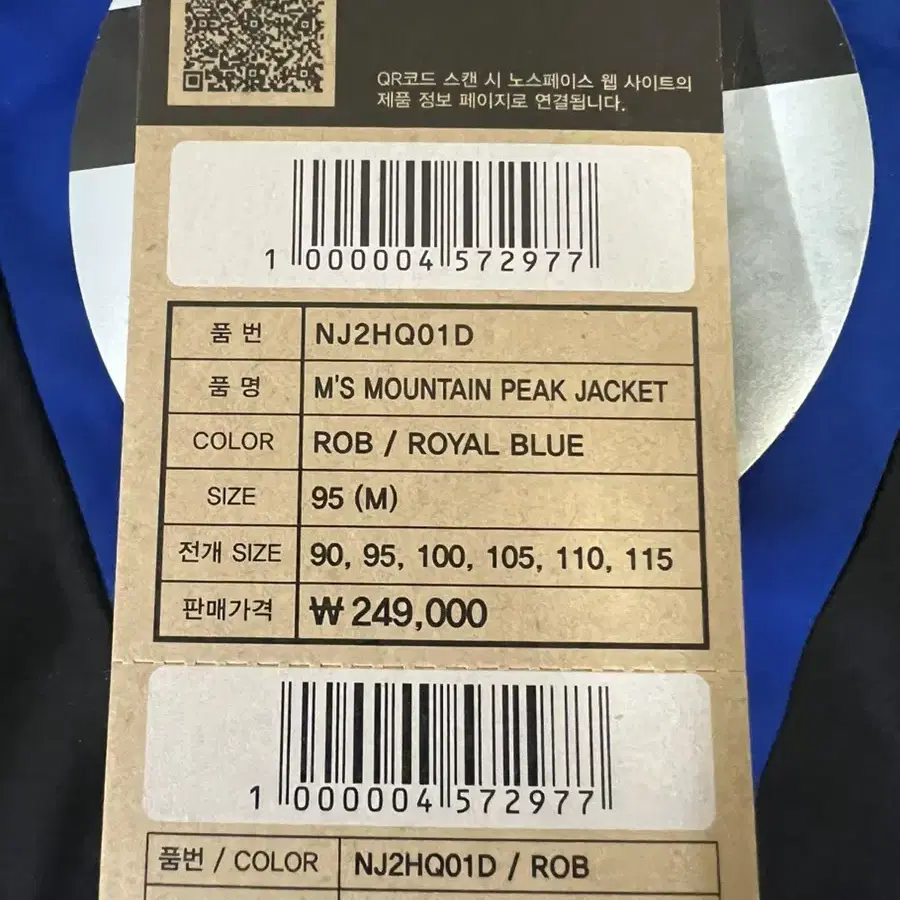 QR코드 스캔 시 노스페이스 웹 사이트의
제품 정보 페이지로 연결됩니다.
1 000004 572977
품 번 NJ2HQ01D
품 명 M'S MOUNTAIN PEAK JACKET
COLOR ROB / ROYAL BLUE
SIZE 95 (M)
전개 SIZE 90, 95, 100, 105, 110, 115
판매가격 ₩ 249,000
1 000004 572977
품번 / COLOR NJ2HQ01D / ROB